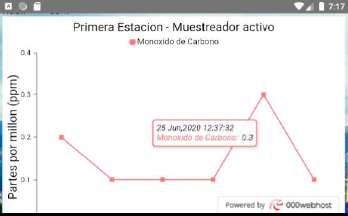 7:17
Primera Estacion - Muestreador activo
Monoxido de Carbono
0.4
0.3
0.2
0.1
Partes por millon (ppm)
25 Jun,2020 12:37:32
Monoxido de Carbono: 0.3
Powered by 000webhost